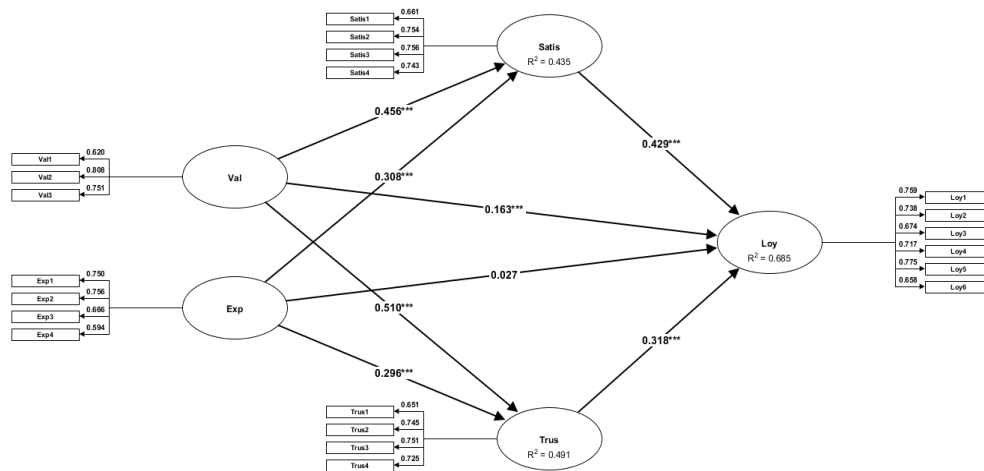 Satis1
0.661
Satis2
0.754
Satis3
0.756
Satis4
0.743
Satis
R² = 0.435
0.456***
0.429***
Val1
0.620
Val2
0.808
Val3
0.751
Val
0.308***
0.163***
0.759
Loy1
0.738
Loy2
0.674
Loy3
0.717
Loy4
0.775
Loy5
0.658
Loy6
Loy
R² = 0.685
Exp1
0.750
Exp2
0.756
Exp3
0.666
Exp4
0.594
Exp
0.027
0.510***
0.318***
0.296***
Trus1
0.651
Trus2
0.745
Trus3
0.751
Trus4
0.725
Trus
R² = 0.491